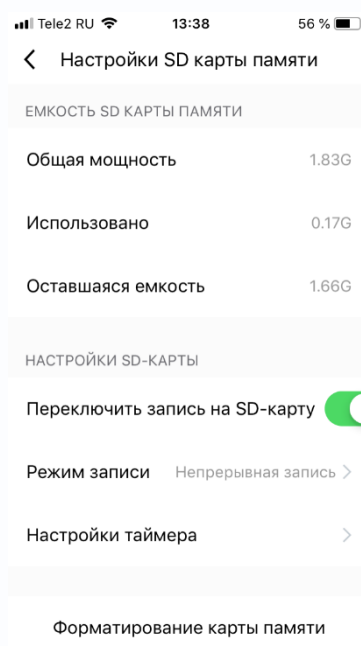 Tele2 RU 13:38 56 %
Настройки SD карты памяти
ЕМКОСТЬ SD КАРТЫ ПАМЯТИ
Общая мощность 1.83G
Использовано 0.17G
Оставшаяся емкость 1.66G
НАСТРОЙКИ SD-КАРТЫ
Переключить запись на SD-карту
Режим записи Непрерывная запись
Настройки таймера
Форматирование карты памяти